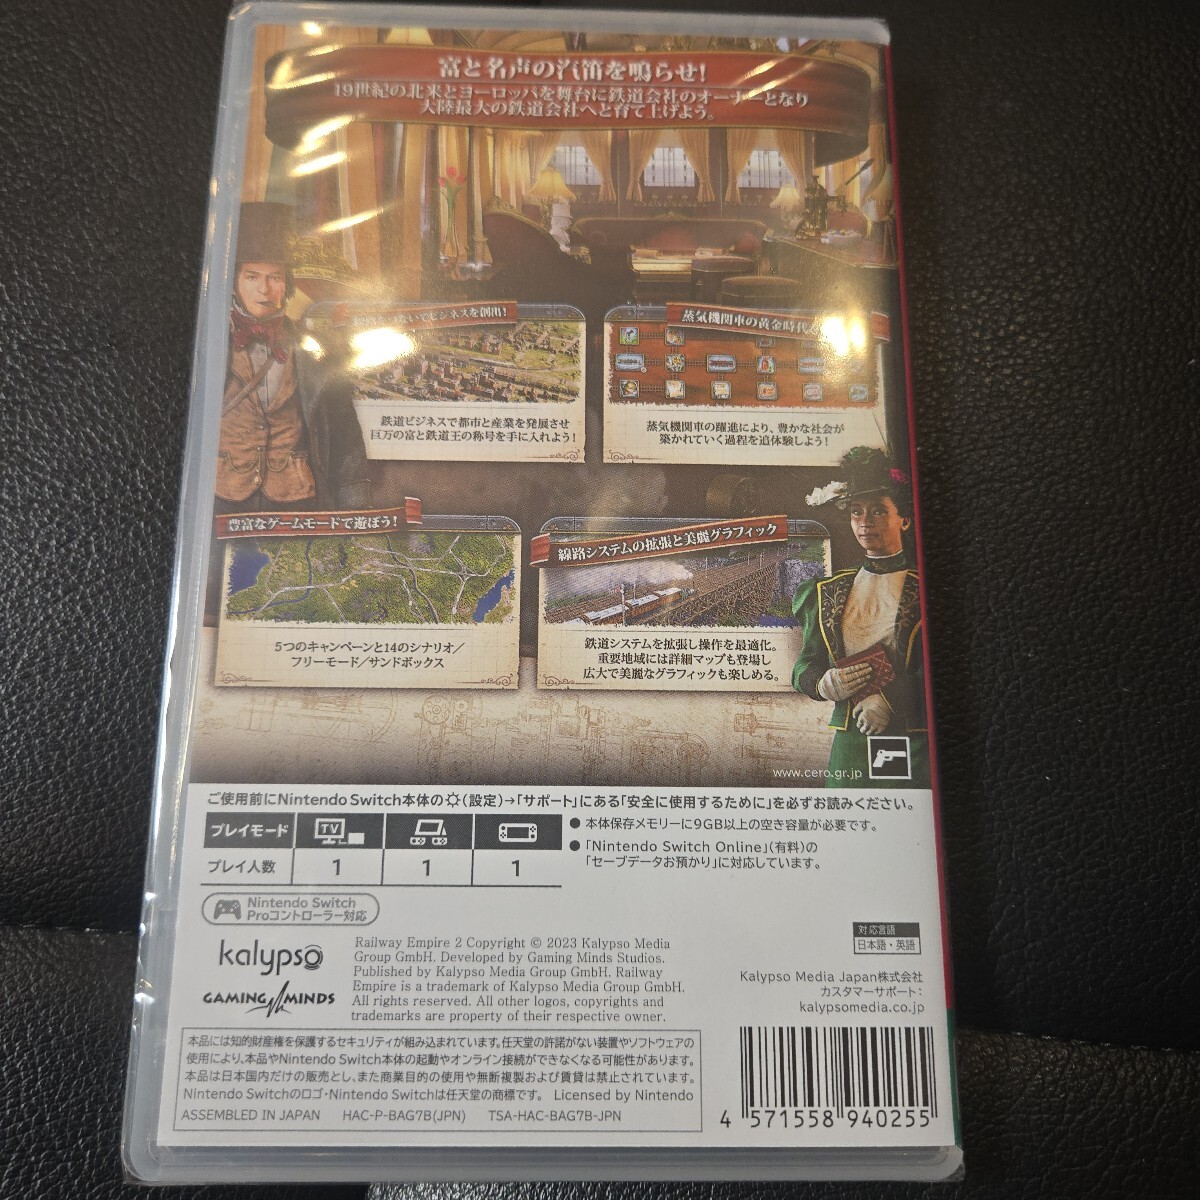 富と名声の汽笛を鳴らせ!
19世紀の北米とヨーロッパを舞台に鉄道会社のオーナーとなり
大陸最大の鉄道会社へと育て上げよう。
ビジネスを創出!
鉄道ビジネスで都市と産業を発展させ
巨万の富と鉄道王の称号を手に入れよう!
蒸気機関車の黄金時代
蒸気機関車の躍進により、豊かな社会が
築かれていく過程を追体験しよう!
豊富なゲームモードで遊ぼう!
5つのキャンペーンと14のシナリオ/
フリーモード/サンドボックス
線路システムの拡張と美麗グラフィック
鉄道システムを拡張し操作を最適化。
重要地域には詳細マップも登場し
広大で美麗なグラフィックも楽しめる。
www.cero.gr.jp
ご使用前にNintendo Switch本体の(設定)→「サポート」にある「安全に使用するために」を必ずお読みください。
プレイモード TV
プレイ人数 1 1 1
● 本体保存メモリーに9GB以上の空き容量が必要です。
● 「Nintendo Switch Online」(有料)の
「セーブデータお預かり」に対応しています。
Nintendo Switch
Proコントローラー対応
対応言語
日本語・英語
kalypso
GAMING MINDS
Railway Empire 2 Copyright © 2023 Kalypso Media
Group GmbH. Developed by Gaming Minds Studios.
Published by Kalypso Media Group GmbH. Railway
Empire is a trademark of Kalypso Media Group GmbH.
All rights reserved. All other logos, copyrights and
trademarks are property of their respective owner.
Kalypso Media Japan株式会社
カスタマーサポート:
kalypsomedia.co.jp
本品には知的財産権を保護するセキュリティが組み込まれています。任天堂の許諾がない装置やソフトウェアの
使用により、本品やNintendo Switch本体の起動やオンライン接続ができなくなる可能性があります。
本品は日本国内だけの販売とし、また商業目的の使用や無断複製および賃貸は禁止されています。
Nintendo Switchのロゴ・Nintendo Switchは任天堂の商標です。 Licensed by Nintendo
ASSEMBLED IN JAPAN HAC-P-BAG7B(JPN) TSA-HAC-BAG7B-JPN
4 571558 940255